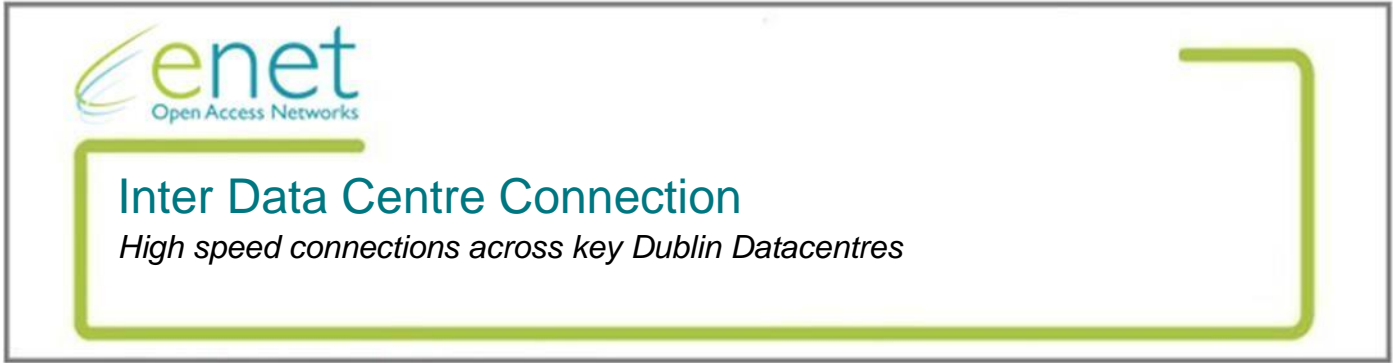 enet
Open Access Networks
Inter Data Centre Connection
High speed connections across key Dublin Datacentres